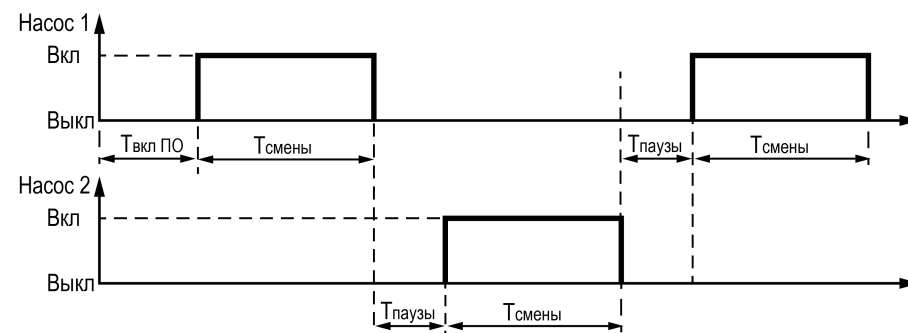 Насос 1
Вкл
Выкл
Твкл ПО
Тсмены
Тпаузы
Тсмены
Насос 2
Вкл
Выкл
Тпаузы
Тсмены